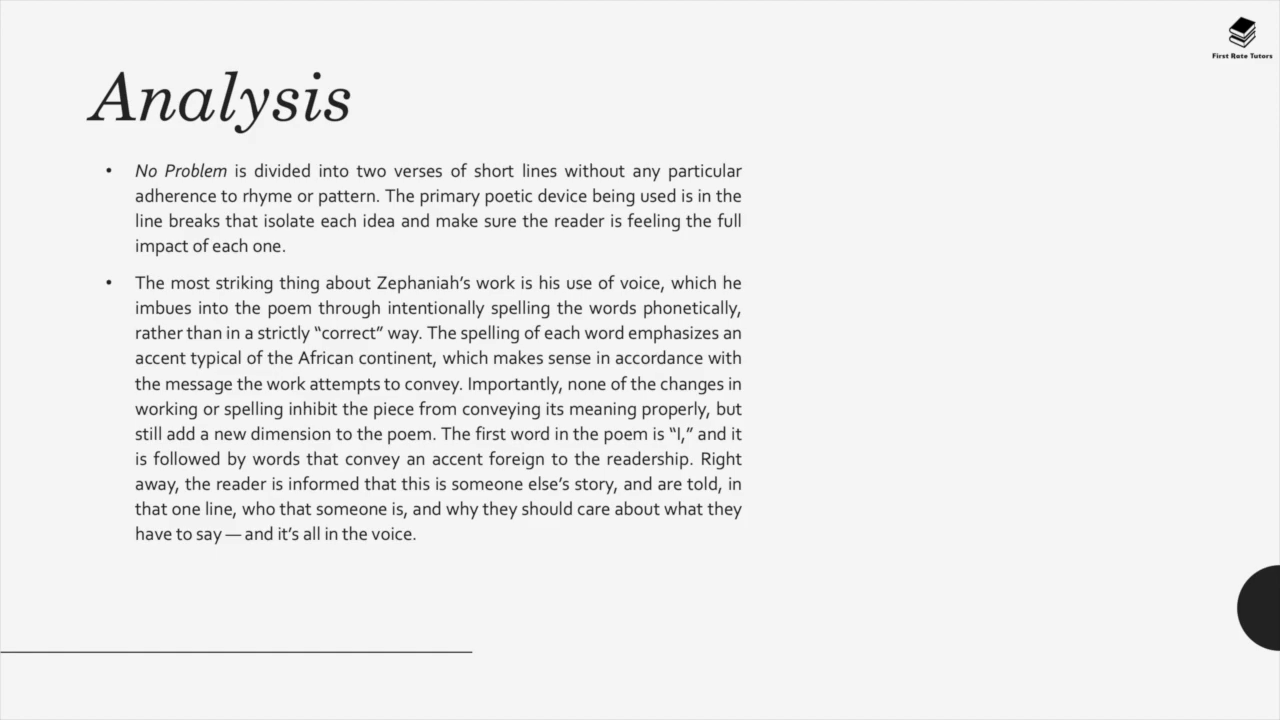 First Rate Tutors
Analysis
• No Problem is divided into two verses of short lines without any particular
adherence to rhyme or pattern. The primary poetic device being used is in the
line breaks that isolate each idea and make sure the reader is feeling the full
impact of each one.
• The most striking thing about Zephaniah’s work is his use of voice, which he
imbues into the poem through intentionally spelling the words phonetically,
rather than in a strictly “correct” way. The spelling of each word emphasizes an
accent typical of the African continent, which makes sense in accordance with
the message the work attempts to convey. Importantly, none of the changes in
working or spelling inhibit the piece from conveying its meaning properly, but
still add a new dimension to the poem. The first word in the poem is “I,” and it
is followed by words that convey an accent foreign to the readership. Right
away, the reader is informed that this is someone else’s story, and are told, in
that one line, who that someone is, and why they should care about what they
have to say — and it’s all in the voice.